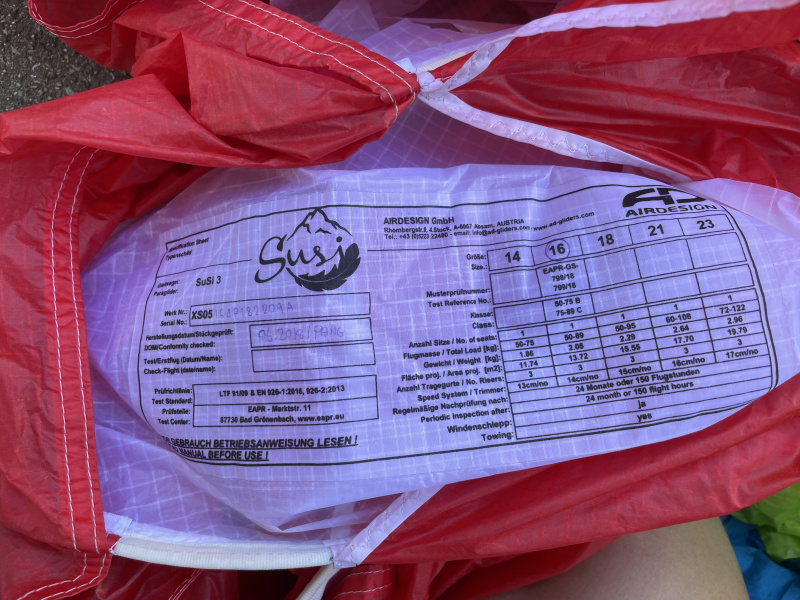 Specification Sheet
Typenschild
Susi
AIRDESIGN GmbH
Rhombergstr.9, 4.Stock, A-6067 Absam, AUSTRIA
Tel.: +43 (0)5223 22480 - email: info@ad-gliders.com - www.ad-gliders.com
AIRDESIGN
Paraglider: SuSi 3
Werk Nr.:
Serial No.: XS05
Herstellungsdatum/Stückgeprüft:
DOM/Conformity checked:
Test/Erstflug (Datum/Name):
Check-Flight (date/name):
Prüfrichtlinie:
Test Standard: LTF 91/09 & EN 926-1:2016, 926-2:2013
Prüfstelle: EAPR - Marktstr. 11
Test Center: 87730 Bad Grönenbach, www.eapr.eu
GEBRAUCH BETRIEBSANWEISUNG LESEN !
MANUAL BEFORE USE !
Größe:
Size: 14 16 18 21 23
Musterprüfnummer:
Test Reference No.: EAPR-GS-
798/18
799/18
Klasse:
Class: 50-75 B
75-89 C
Anzahl Size / No. of seats: 1 1 1 1 1
Flugmasse / Total Load [kg]: 50-75 50-89 50-95 60-108 72-122
Gewicht / Weight [kg]: 1.86 2.05 2.29 2.64 2.96
Fläche proj. / Area proj. [m2]: 11.74 13.72 15.55 17.70 19.79
Anzahl Tragegurte / No. Risers: 3 3 3 3 3
Speed System / Trimmer: 13cm/no 14cm/no 15cm/no 16cm/no 17cm/no
Regelmäßige Nachprüfung nach: 24 Monate oder 150 Flugstunden
Periodic inspection after: 24 month or 150 flight hours
Windenschlepp: ja
Towing: yes